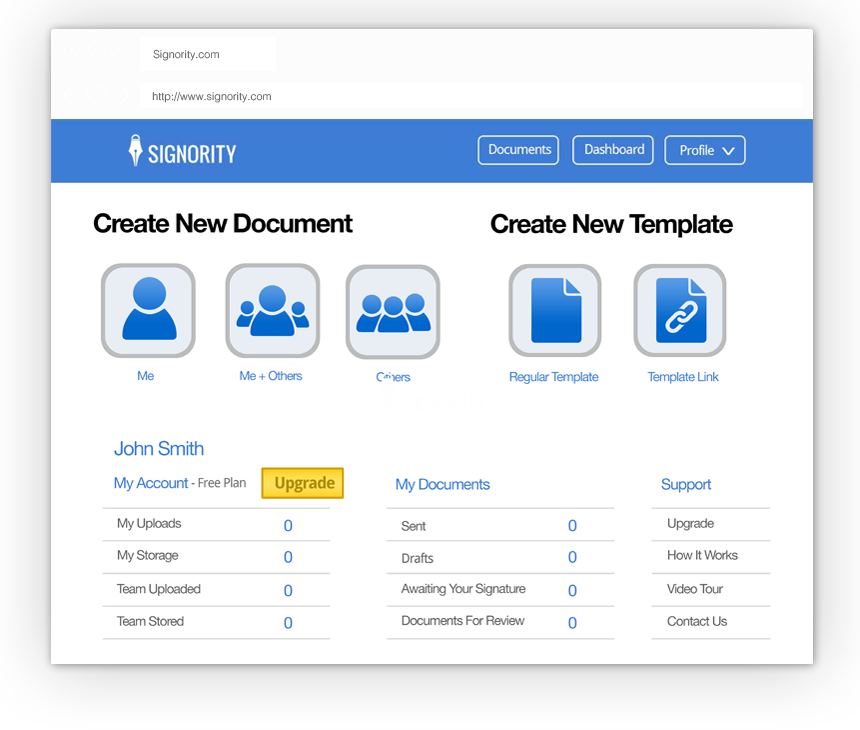 Signority.com
http://www.signority.com
SIGNORITY
Documents
Dashboard
Profile
Create New Document
Create New Template
Me
Me + Others
Regular Template
Template Link
John Smith
My Account - Free Plan
Upgrade
My Documents
Support
My Uploads 0
Sent 0
Upgrade
My Storage 0
Drafts 0
How It Works
Team Uploaded 0
Awaiting Your Signature 0
Video Tour
Team Stored 0
Documents For Review 0
Contact Us